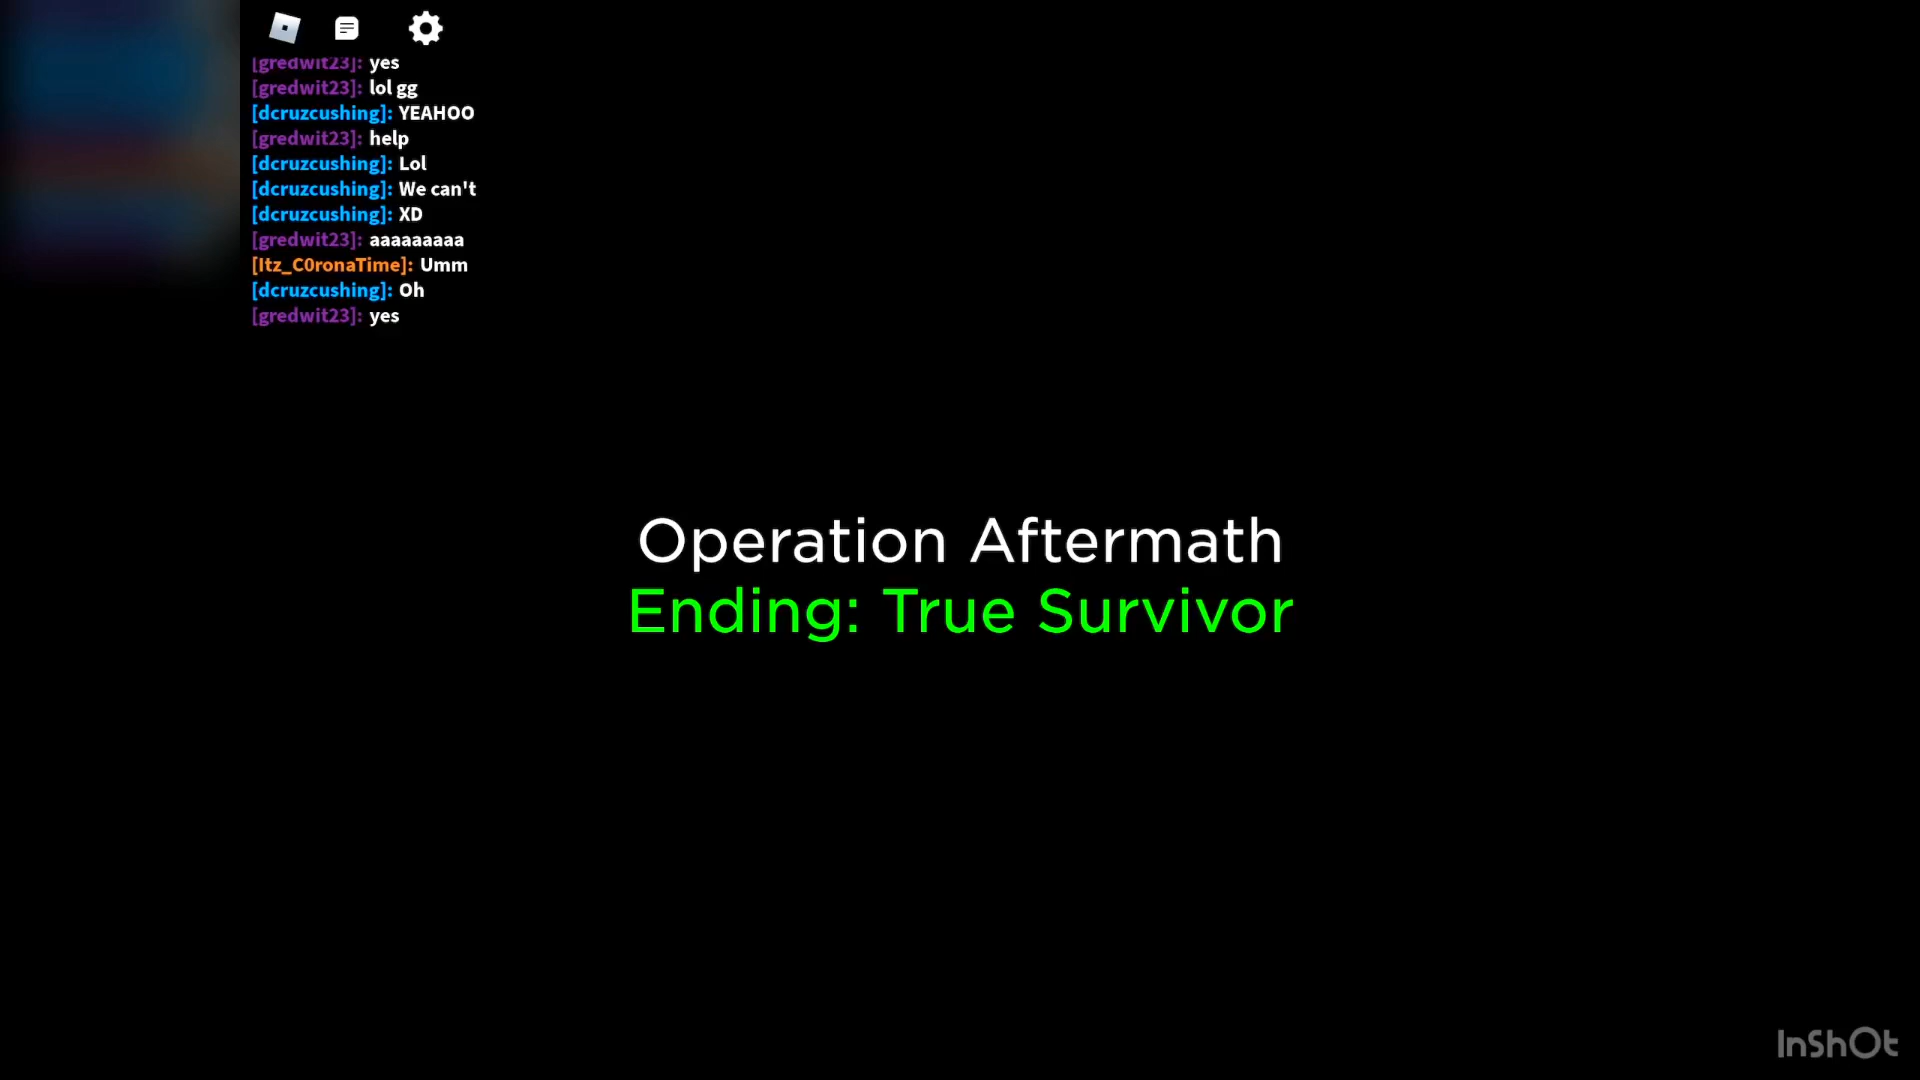 [gredwit23]: yes
[gredwit23]: lol gg
[dcruzcushing]: YEAHOO
[gredwit23]: help
[dcruzcushing]: Lol
[dcruzcushing]: We can't
[dcruzcushing]: XD
[gredwit23]: aaaaaaaaa
[Itz_C0ronaTime]: Umm
[dcruzcushing]: Oh
[gredwit23]: yes
Operation Aftermath
Ending: True Survivor
InShOt